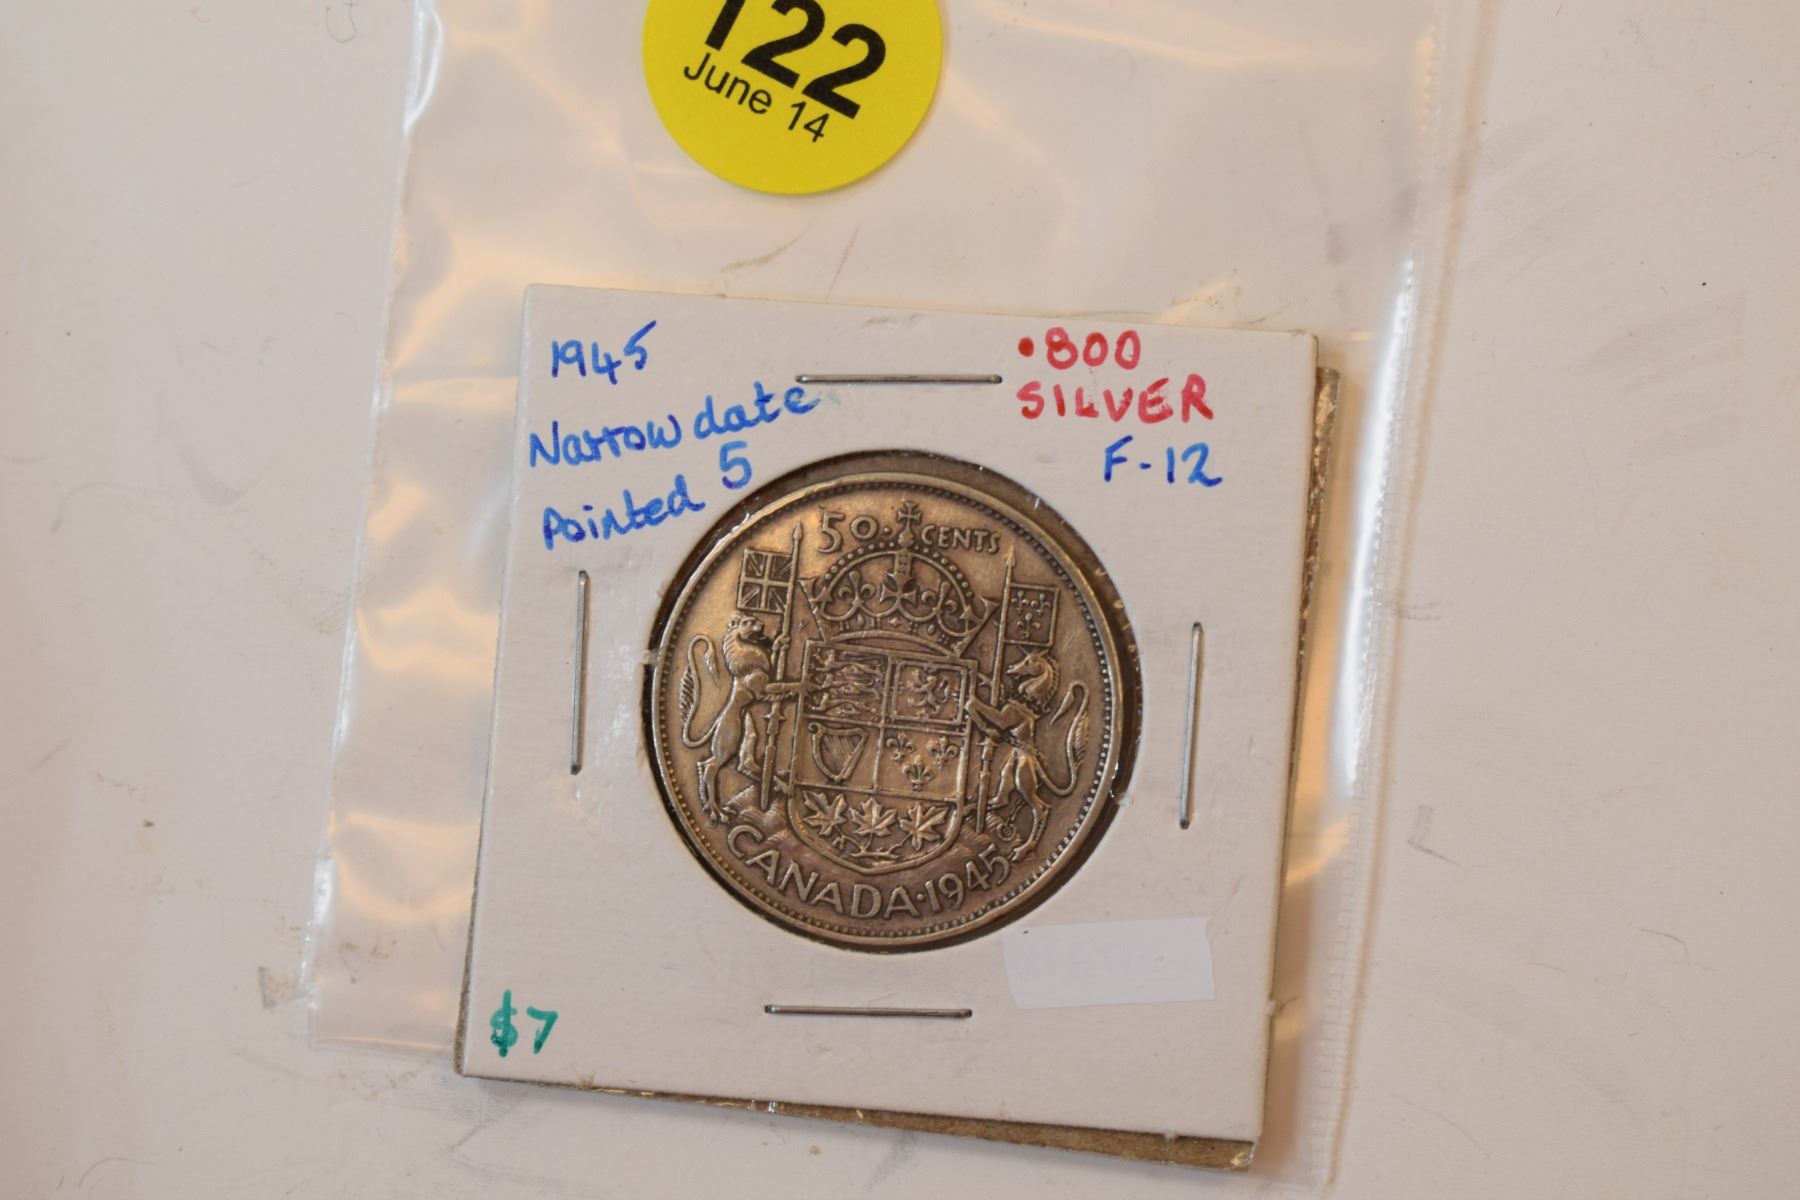 122
June 14
1945
Narrow date
Pointed 5
.800
SILVER
F-12
50 CENTS
CANADA·1945
$7